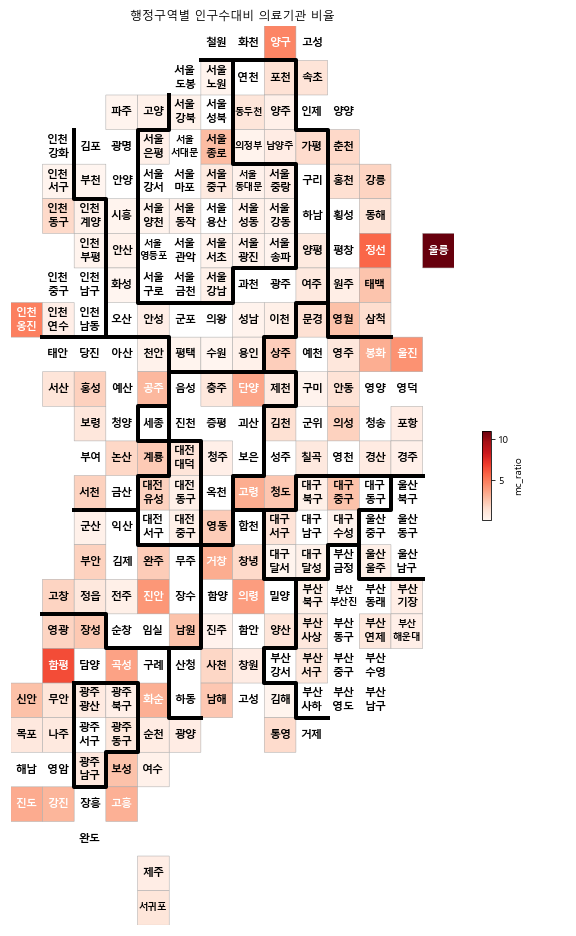 행정구역별 인구수대비 의료기관 비율
철원 화천 양구 고성
서울 도봉 서울 노원 연천 포천 속초
파주 고양 서울 강북 서울 성북 동두천 양주 인제 양양
인천 강화 김포 광명 서울 은평 서울 서대문 서울 종로 의정부 남양주 가평 춘천
인천 서구 부천 안양 서울 강서 서울 마포 서울 중구 서울 동대문 서울 중랑 구리 홍천 강릉
인천 동구 인천 계양 시흥 서울 양천 서울 동작 서울 용산 서울 성동 서울 강동 하남 횡성 동해
인천 부평 안산 서울 영등포 서울 관악 서울 서초 서울 광진 서울 송파 양평 평창 정선 울릉
인천 중구 인천 남구 화성 서울 구로 서울 금천 서울 강남 과천 광주 여주 원주 태백
인천 옹진 인천 연수 인천 남동 오산 안성 군포 의왕 성남 이천 문경 영월 삼척
태안 당진 아산 천안 평택 수원 용인 상주 예천 영주 봉화 울진
서산 홍성 예산 공주 음성 충주 단양 제천 구미 안동 영양 영덕
보령 청양 세종 진천 증평 괴산 김천 군위 의성 청송 포항
부여 논산 계룡 대전 대덕 청주 보은 성주 칠곡 영천 경산 경주
서천 금산 대전 유성 대전 동구 옥천 고령 청도 대구 북구 대구 중구 대구 동구 울산 북구
군산 익산 대전 서구 대전 중구 영동 합천 대구 서구 대구 남구 대구 수성 울산 중구 울산 동구
부안 김제 완주 무주 거창 창녕 대구 달서 대구 달성 부산 금정 울산 울주 울산 남구
고창 정읍 전주 진안 장수 함양 의령 밀양 부산 북구 부산 부산진 부산 동래 부산 기장
영광 장성 순창 임실 남원 진주 함안 양산 부산 사상 부산 동구 부산 연제 부산 해운대
함평 담양 곡성 구례 산청 사천 창원 부산 강서 부산 서구 부산 중구 부산 수영
신안 무안 광주 광산 광주 북구 화순 하동 남해 고성 김해 부산 사하 부산 영도 부산 남구
목포 나주 광주 서구 광주 동구 순천 광양 통영 거제
해남 영암 광주 남구 보성 여수
진도 강진 장흥 고흥
완도
제주
서귀포
10
5
mc_ratio